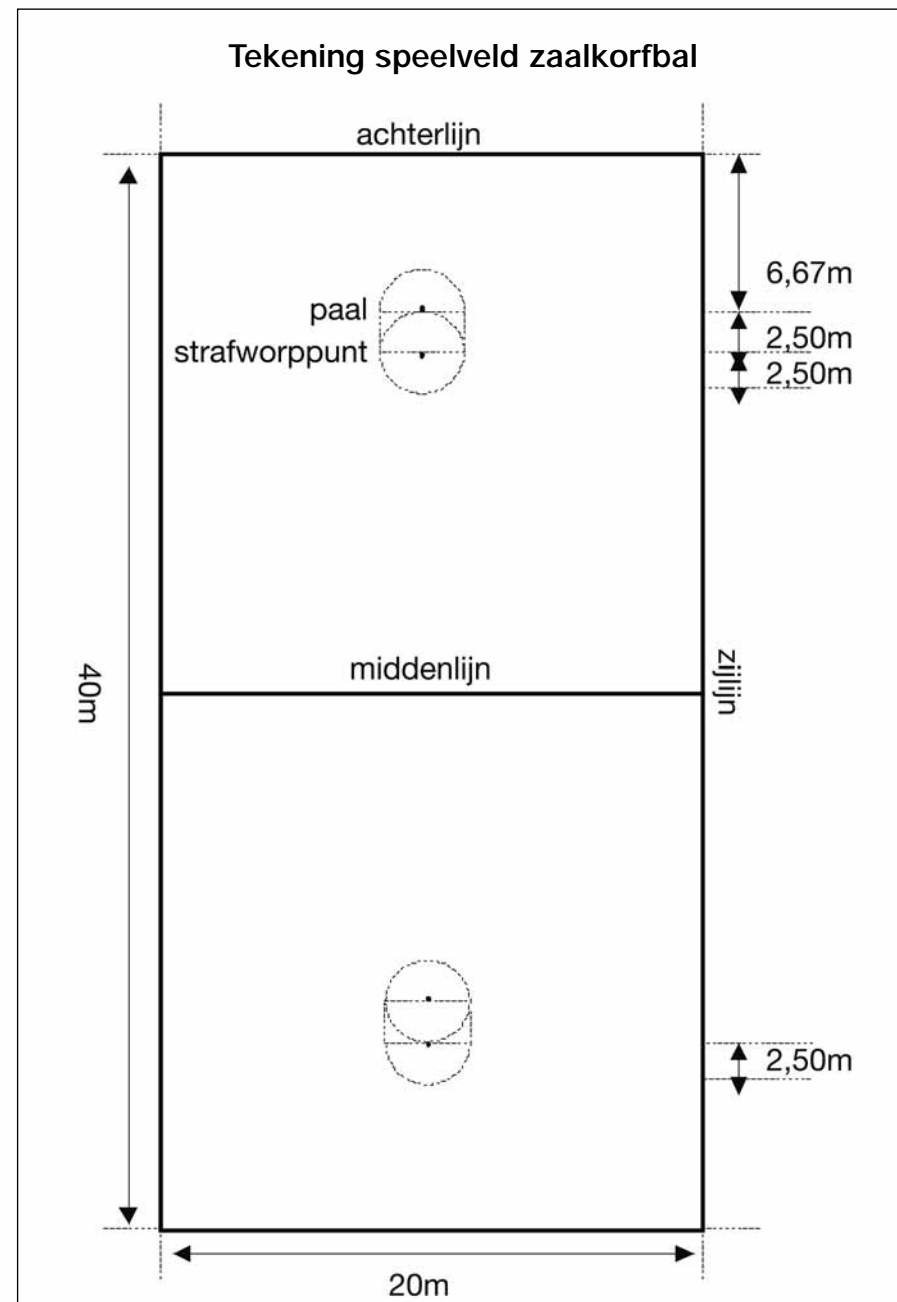 Tekening speelveld zaalkorfbal
achterlijn
6,67m
paal
2,50m
strafworppunt
2,50m
40m
middenlijn
zijlijn
2,50m
20m